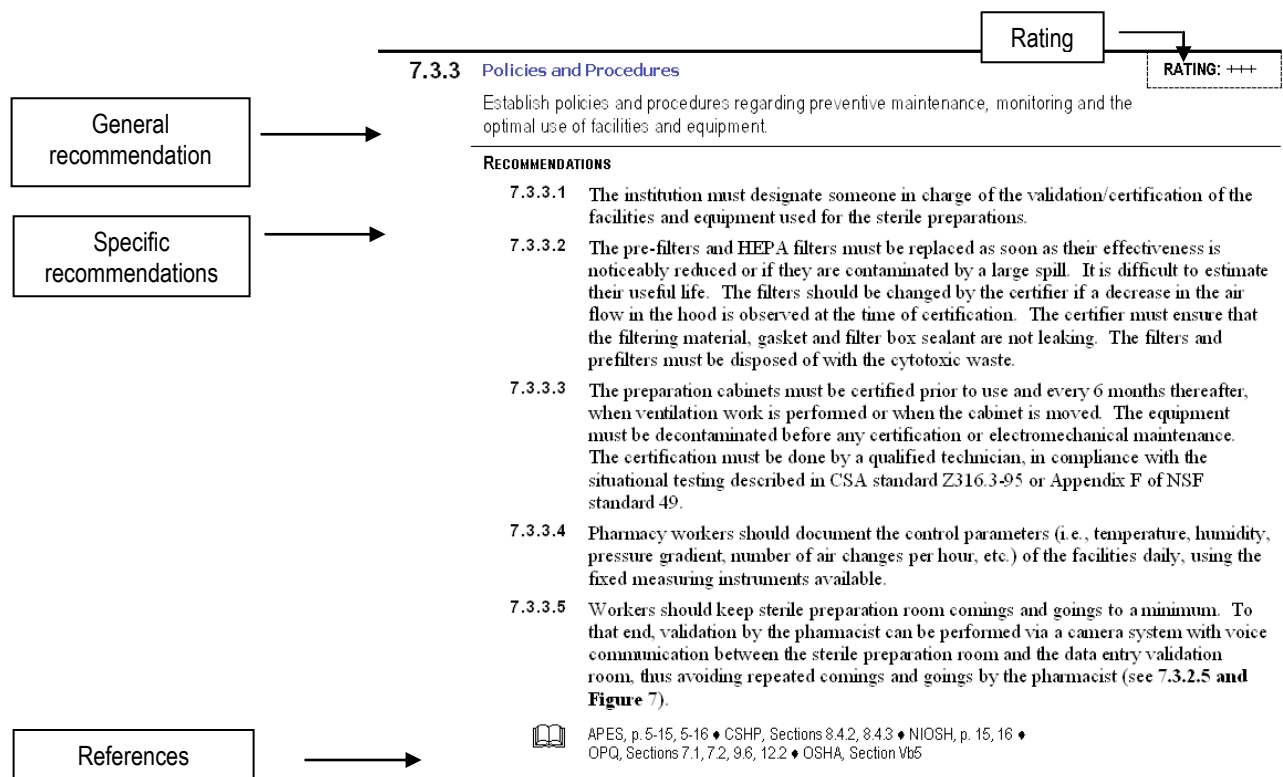 Rating
7.3.3 Policies and Procedures
RATING: +++
General
recommendation
Establish policies and procedures regarding preventive maintenance, monitoring and the
optimal use of facilities and equipment.
RECOMMENDATIONS
Specific
recommendations
7.3.3.1 The institution must designate someone in charge of the validation/certification of the
facilities and equipment used for the sterile preparations.
7.3.3.2 The pre-filters and HEPA filters must be replaced as soon as their effectiveness is
noticeably reduced or if they are contaminated by a large spill. It is difficult to estimate
their useful life. The filters should be changed by the certifier if a decrease in the air
flow in the hood is observed at the time of certification. The certifier must ensure that
the filtering material, gasket and filter box sealant are not leaking. The filters and
prefilters must be disposed of with the cytotoxic waste.
7.3.3.3 The preparation cabinets must be certified prior to use and every 6 months thereafter,
when ventilation work is performed or when the cabinet is moved. The equipment
must be decontaminated before any certification or electromechanical maintenance.
The certification must be done by a qualified technician, in compliance with the
situational testing described in CSA standard Z316.3-95 or Appendix F of NSF
standard 49.
7.3.3.4 Pharmacy workers should document the control parameters (i.e., temperature, humidity,
pressure gradient, number of air changes per hour, etc.) of the facilities daily, using the
fixed measuring instruments available.
7.3.3.5 Workers should keep sterile preparation room comings and goings to a minimum. To
that end, validation by the pharmacist can be performed via a camera system with voice
communication between the sterile preparation room and the data entry validation
room, thus avoiding repeated comings and goings by the pharmacist (see 7.3.2.5 and
Figure 7).
References
APES, p. 5-15, 5-16 ♦ CSHP, Sections 8.4.2, 8.4.3 ♦ NIOSH, p. 15, 16 ♦
OPQ, Sections 7.1, 7.2, 9.6, 12.2 ♦ OSHA, Section Vb5